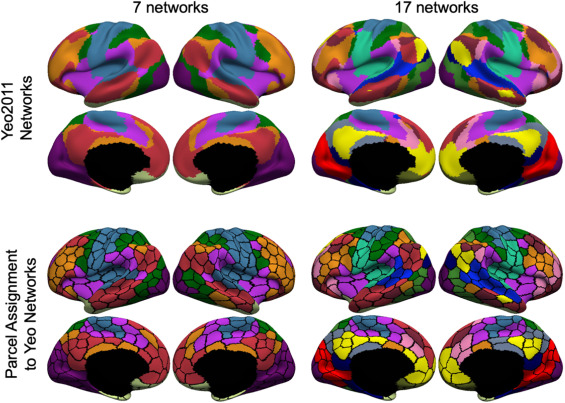 7 networks
17 networks
Yeo2011
Networks
Parcel Assignment
to Yeo Networks